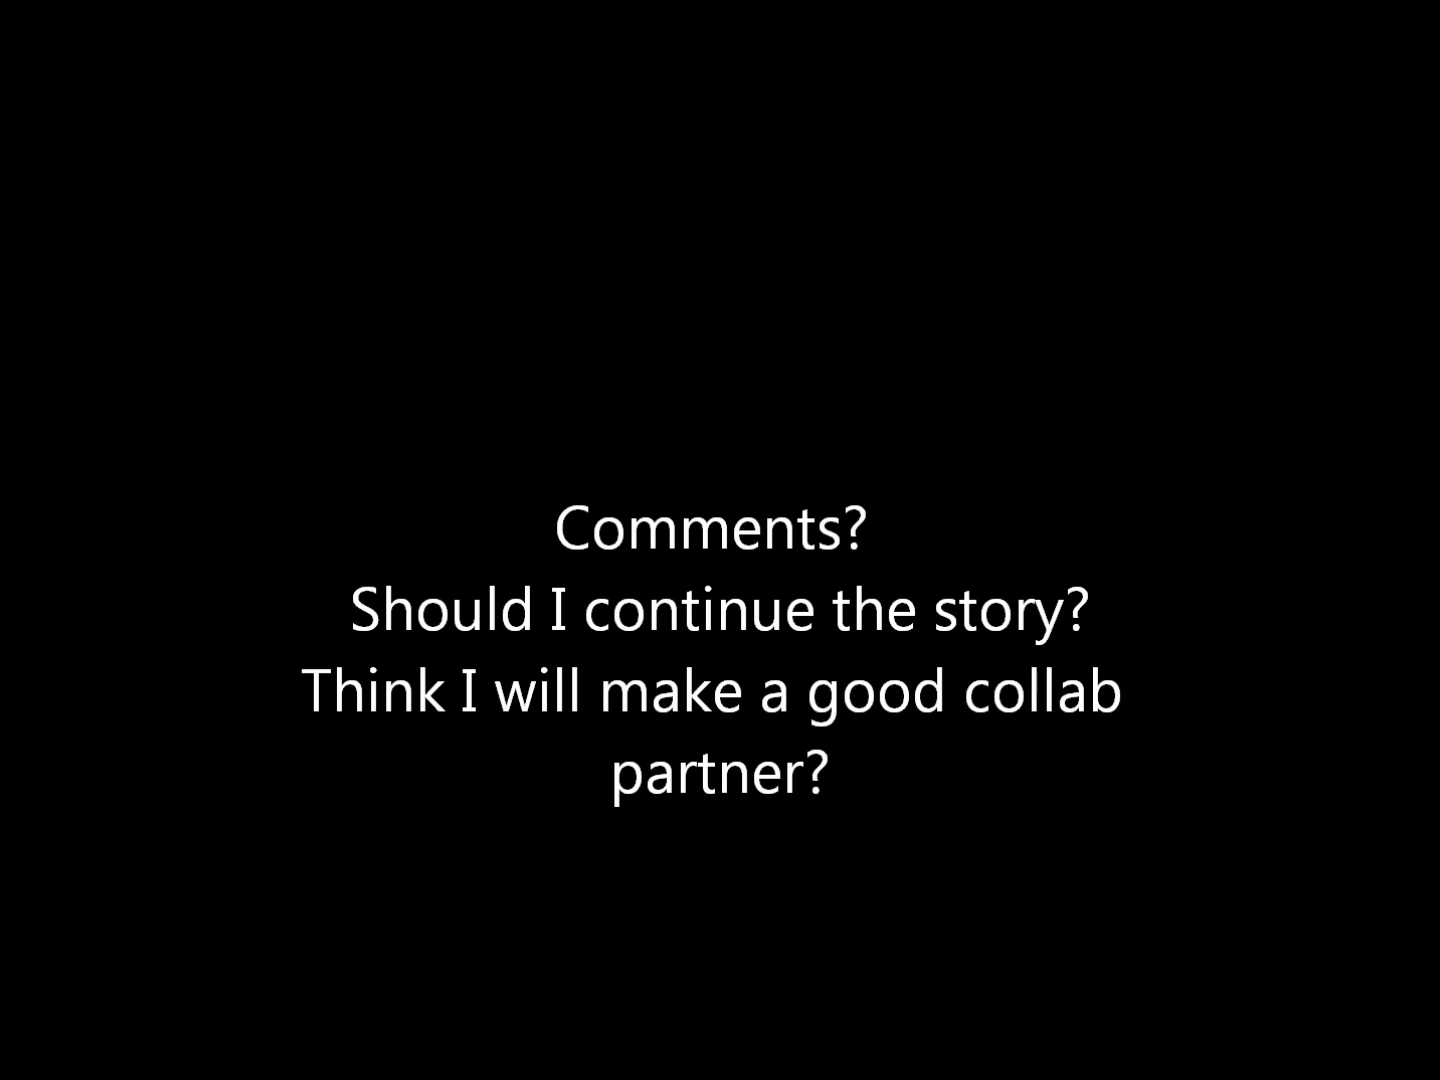 Comments?
Should I continue the story?
Think I will make a good collab
partner?